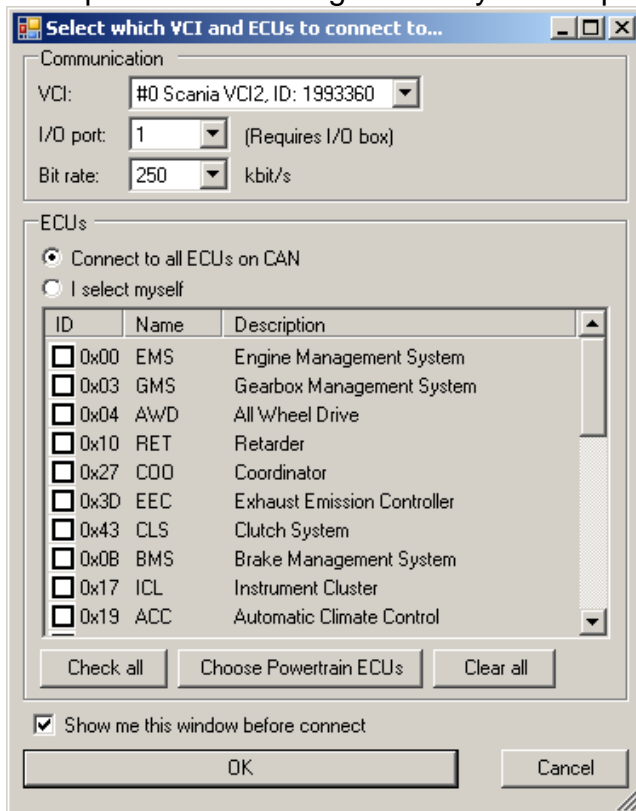 Select which VCI and ECUs to connect to...
Communication
VCI: #0 Scania VCI2, ID: 1993360
I/O port: 1 (Requires I/O box)
Bit rate: 250 kbit/s
ECUs
Connect to all ECUs on CAN
I select myself
ID Name Description
0x00 EMS Engine Management System
0x03 GMS Gearbox Management System
0x04 AWD All Wheel Drive
0x10 RET Retarder
0x27 COO Coordinator
0x3D EEC Exhaust Emission Controller
0x43 CLS Clutch System
0x0B BMS Brake Management System
0x17 ICL Instrument Cluster
0x19 ACC Automatic Climate Control
Check all Choose Powertrain ECUs Clear all
Show me this window before connect
OK Cancel